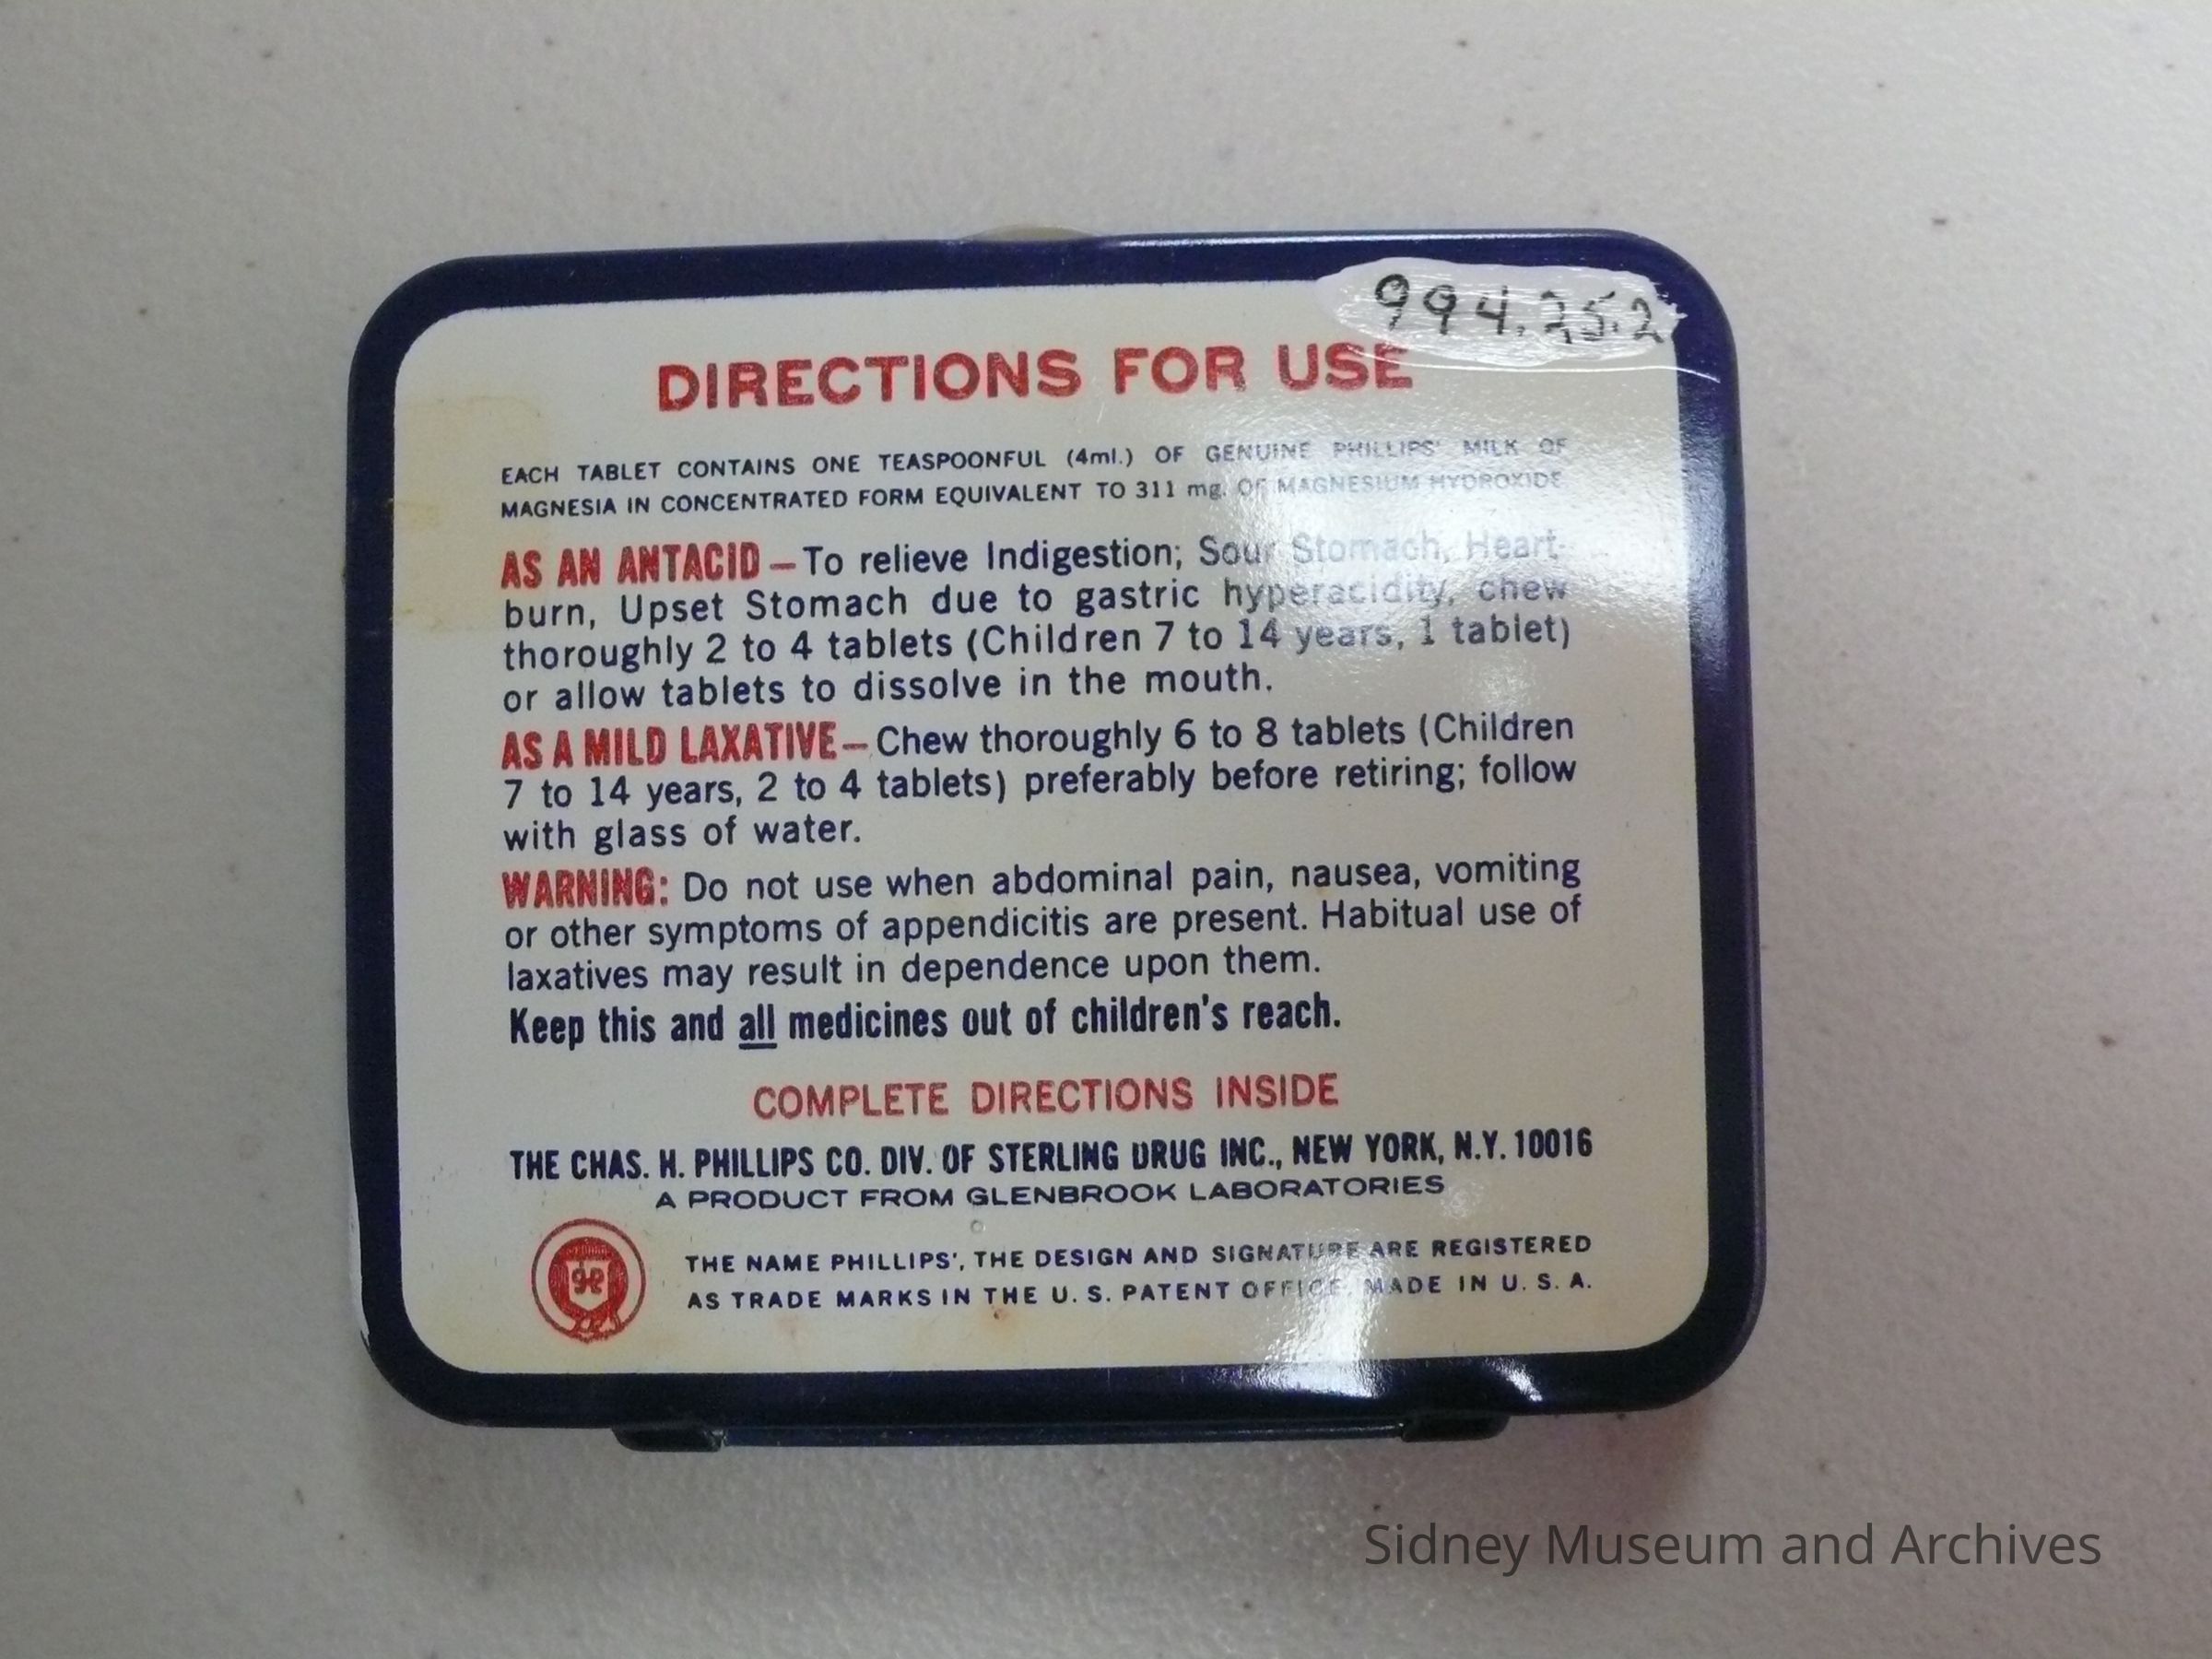 994.25.2
DIRECTIONS FOR USE
EACH TABLET CONTAINS ONE TEASPOONFUL (4ml.) OF GENUINE PHILLIPS' MILK OF
MAGNESIA IN CONCENTRATED FORM EQUIVALENT TO 311 mg. OF MAGNESIUM HYDROXIDE
AS AN ANTACID – To relieve Indigestion; Sour Stomach, Heart-
burn, Upset Stomach due to gastric hyperacidity, chew
thoroughly 2 to 4 tablets (Children 7 to 14 years, 1 tablet)
or allow tablets to dissolve in the mouth.
AS A MILD LAXATIVE – Chew thoroughly 6 to 8 tablets (Children
7 to 14 years, 2 to 4 tablets) preferably before retiring; follow
with glass of water.
WARNING: Do not use when abdominal pain, nausea, vomiting
or other symptoms of appendicitis are present. Habitual use of
laxatives may result in dependence upon them.
Keep this and all medicines out of children's reach.
COMPLETE DIRECTIONS INSIDE
THE CHAS. H. PHILLIPS CO. DIV. OF STERLING DRUG INC., NEW YORK, N.Y. 10016
A PRODUCT FROM GLENBROOK LABORATORIES
THE NAME PHILLIPS', THE DESIGN AND SIGNATURE ARE REGISTERED
AS TRADE MARKS IN THE U. S. PATENT OFFICE. MADE IN U. S. A.
Sidney Museum and Archives